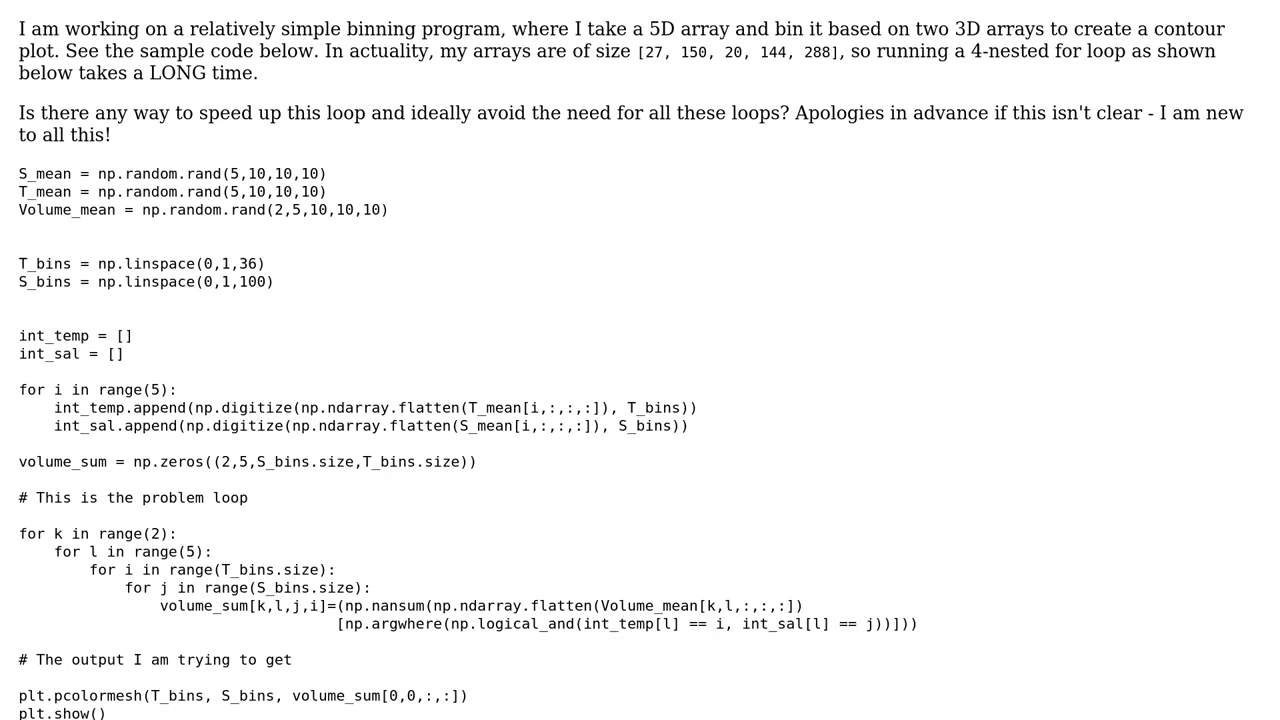 I am working on a relatively simple binning program, where I take a 5D array and bin it based on two 3D arrays to create a contour
plot. See the sample code below. In actuality, my arrays are of size [27, 150, 20, 144, 288], so running a 4-nested for loop as shown
below takes a LONG time.
Is there any way to speed up this loop and ideally avoid the need for all these loops? Apologies in advance if this isn't clear - I am new
to all this!
S_mean = np.random.rand(5,10,10,10)
T_mean = np.random.rand(5,10,10,10)
Volume_mean = np.random.rand(2,5,10,10,10)
T_bins = np.linspace(0,1,36)
S_bins = np.linspace(0,1,100)
int_temp = []
int_sal = []
for i in range(5):
    int_temp.append(np.digitize(np.ndarray.flatten(T_mean[i,:,:,:]), T_bins))
    int_sal.append(np.digitize(np.ndarray.flatten(S_mean[i,:,:,:]), S_bins))
volume_sum = np.zeros((2,5,S_bins.size,T_bins.size))
# This is the problem loop
for k in range(2):
    for l in range(5):
        for i in range(T_bins.size):
            for j in range(S_bins.size):
                volume_sum[k,l,j,i]=(np.nansum(np.ndarray.flatten(Volume_mean[k,l,:,:,:])
                                    [np.argwhere(np.logical_and(int_temp[l] == i, int_sal[l] == j))]))
# The output I am trying to get
plt.pcolormesh(T_bins, S_bins, volume_sum[0,0,:,:])
plt.show()